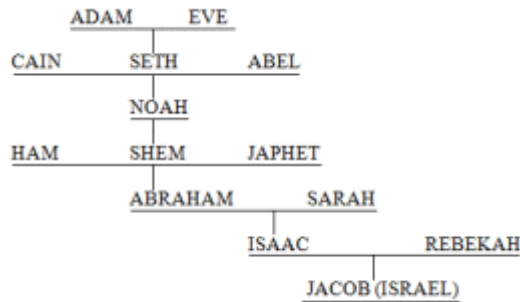 ADAM EVE
CAIN SETH ABEL
NOAH
HAM SHEM JAPHET
ABRAHAM SARAH
ISAAC REBEKAH
JACOB (ISRAEL)